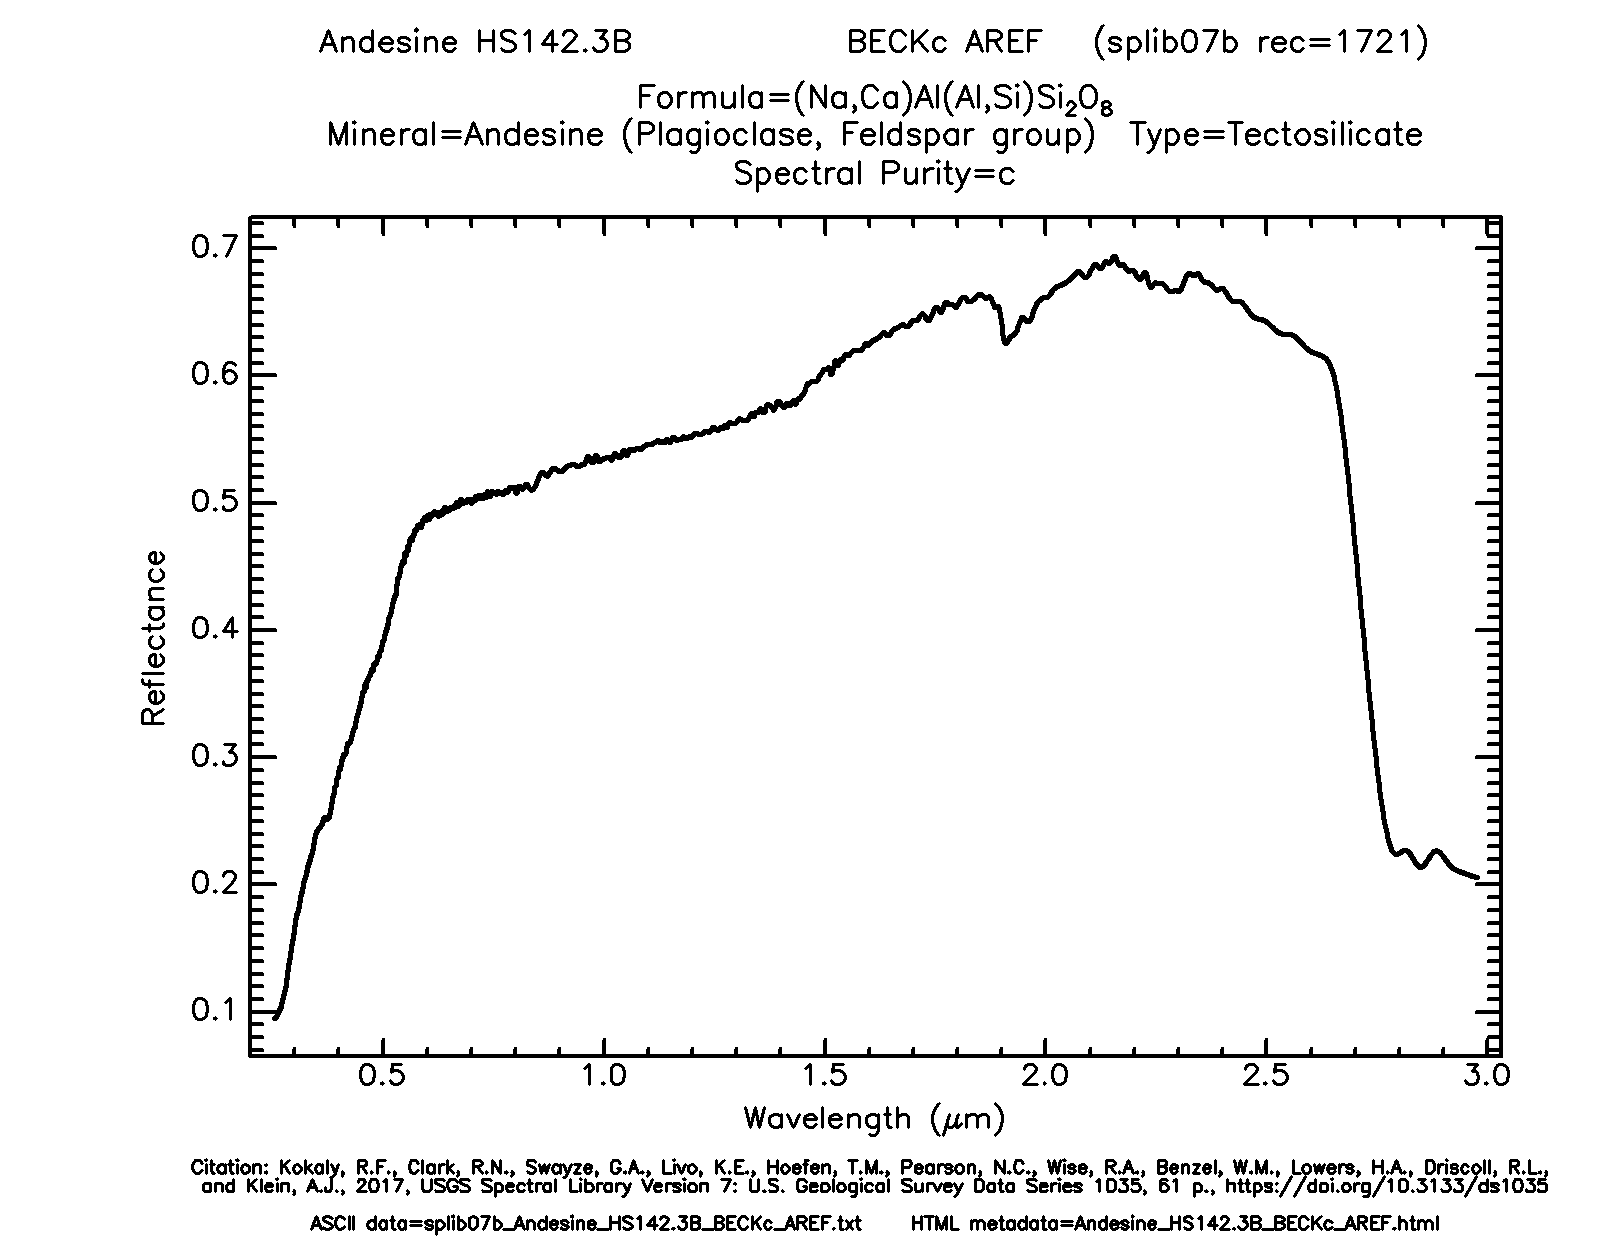 Andesine HS142.3B BECKc AREF (splib07b rec=1721)
Formula=(Na,Ca)Al(Al,Si)Si₂O₈
Mineral=Andesine (Plagioclase, Feldspar group) Type=Tectosilicate
Spectral Purity=c
0.7
0.6
0.5
0.4
0.3
0.2
0.1
Reflectance
0.5 1.0 1.5 2.0 2.5 3.0
Wavelength (μm)
Citation: Kokaly, R.F., Clark, R.N., Swayze, G.A., Livo, K.E., Hoefen, T.M., Pearson, N.C., Wise, R.A., Benzel, W.M., Lowers, H.A., Driscoll, R.L.,
and Klein, A.J., 2017, USGS Spectral Library Version 7: U.S. Geological Survey Data Series 1035, 61 p., https://doi.org/10.3133/ds1035
ASCII data=splib07b_Andesine_HS142.3B_BECKc_AREF.txt HTML metadata=Andesine_HS142.3B_BECKc_AREF.html